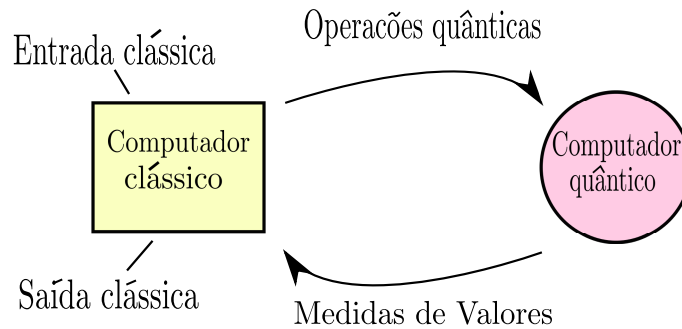 Operacões quânticas
Entrada clássica
Computador
clássico
Computador
quântico
Saída clássica
Medidas de Valores